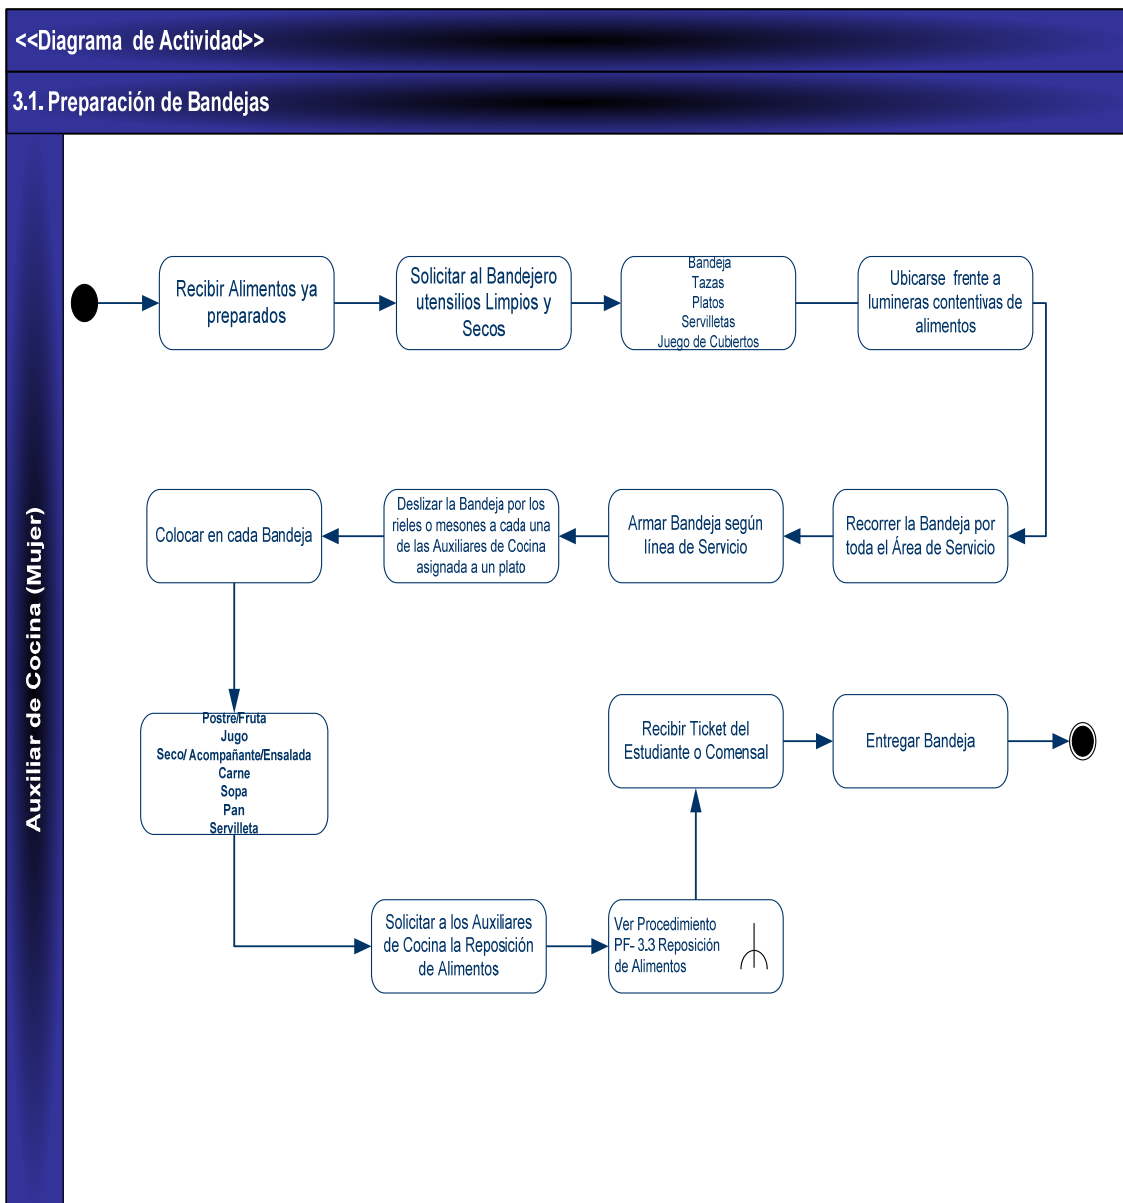 <<Diagrama de Actividad>>
3.1. Preparación de Bandejas
Auxiliar de Cocina (Mujer)
Recibir Alimentos ya
preparados
Solicitar al Bandejero
utensilios Limpios y
Secos
Bandeja
Tazas
Platos
Servilletas
Juego de Cubiertos
Ubicarse frente a
lumineras contentivas de
alimentos
Recorrer la Bandeja por
toda el Área de Servicio
Armar Bandeja según
línea de Servicio
Deslizar la Bandeja por los
rieles o mesones a cada una
de las Auxiliares de Cocina
asignada a un plato
Colocar en cada Bandeja
Postre/Fruta
Jugo
Seco/ Acompañante/Ensalada
Carne
Sopa
Pan
Servilleta
Solicitar a los Auxiliares
de Cocina la Reposición
de Alimentos
Ver Procedimiento
PF- 3.3 Reposición
de Alimentos
Recibir Ticket del
Estudiante o Comensal
Entregar Bandeja